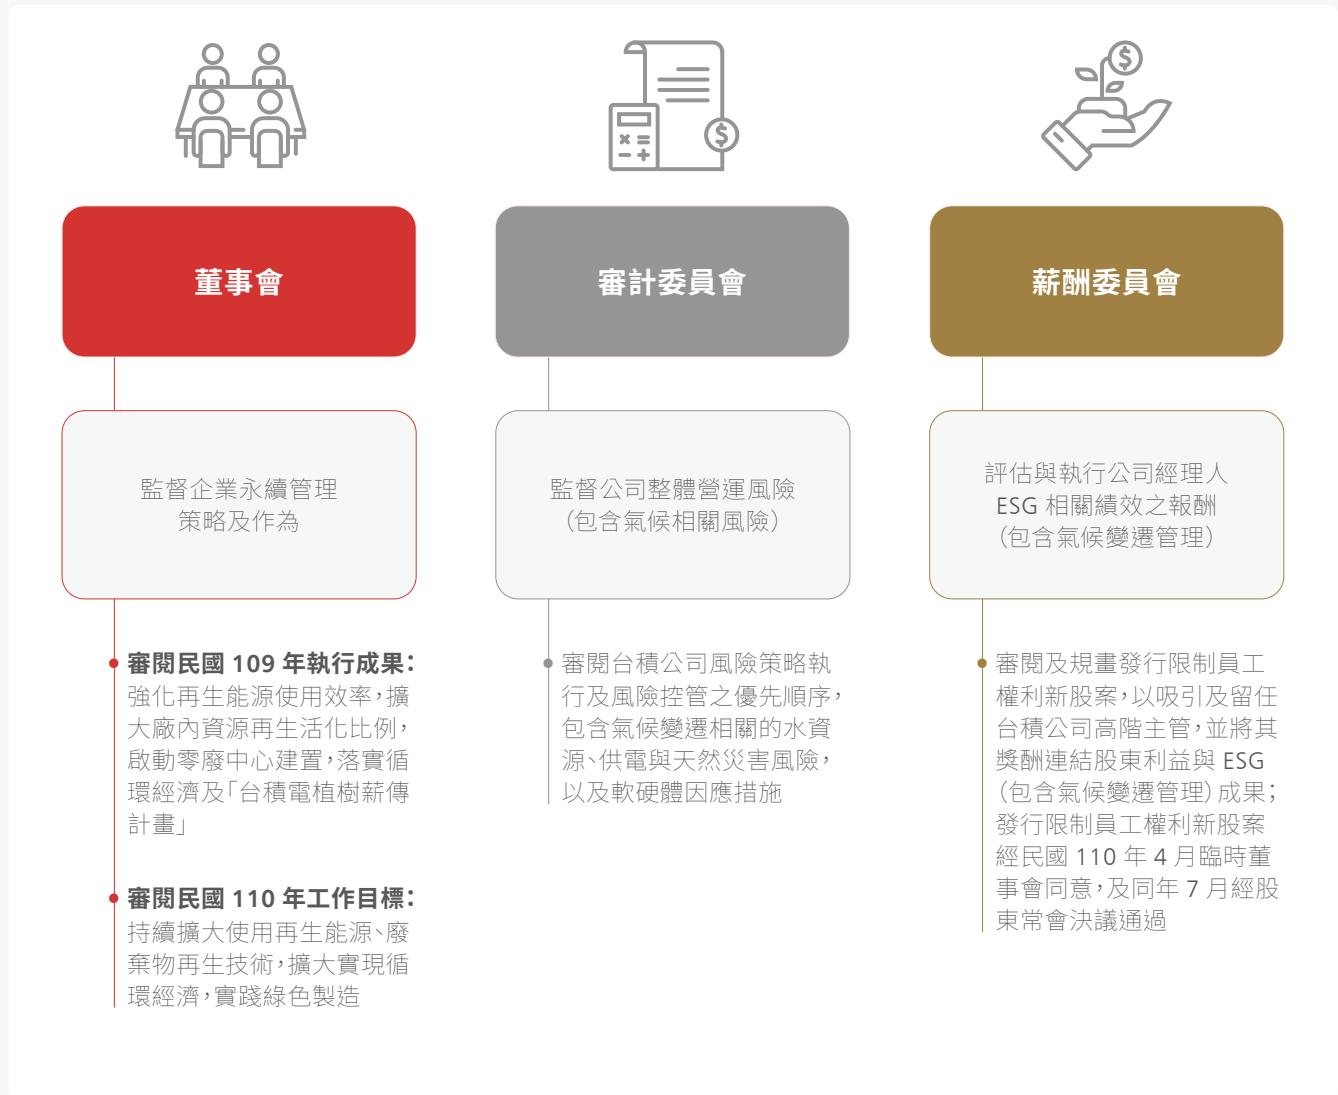 董事會
監督企業永續管理
策略及作為
審閱民國 109 年執行成果：
強化再生能源使用效率，擴
大廠內資源再生活化比例，
啟動零廢中心建置，落實循
環經濟及「台積電植樹薪傳
計畫」
審閱民國 110 年工作目標：
持續擴大使用再生能源、廢
棄物再生技術，擴大實現循
環經濟，實踐綠色製造
審計委員會
監督公司整體營運風險
（包含氣候相關風險）
審閱台積公司風險策略執
行及風險控管之優先順序，
包含氣候變遷相關的水資
源、供電與天然災害風險，
以及軟硬體因應措施
薪酬委員會
評估與執行公司經理人
ESG 相關績效之報酬
（包含氣候變遷管理）
審閱及規畫發行限制員工
權利新股案，以吸引及留任
台積公司高階主管，並將其
獎酬連結股東利益與 ESG
（包含氣候變遷管理）成果；
發行限制員工權利新股案
經民國 110 年 4 月臨時董
事會同意，及同年 7 月經股
東常會決議通過